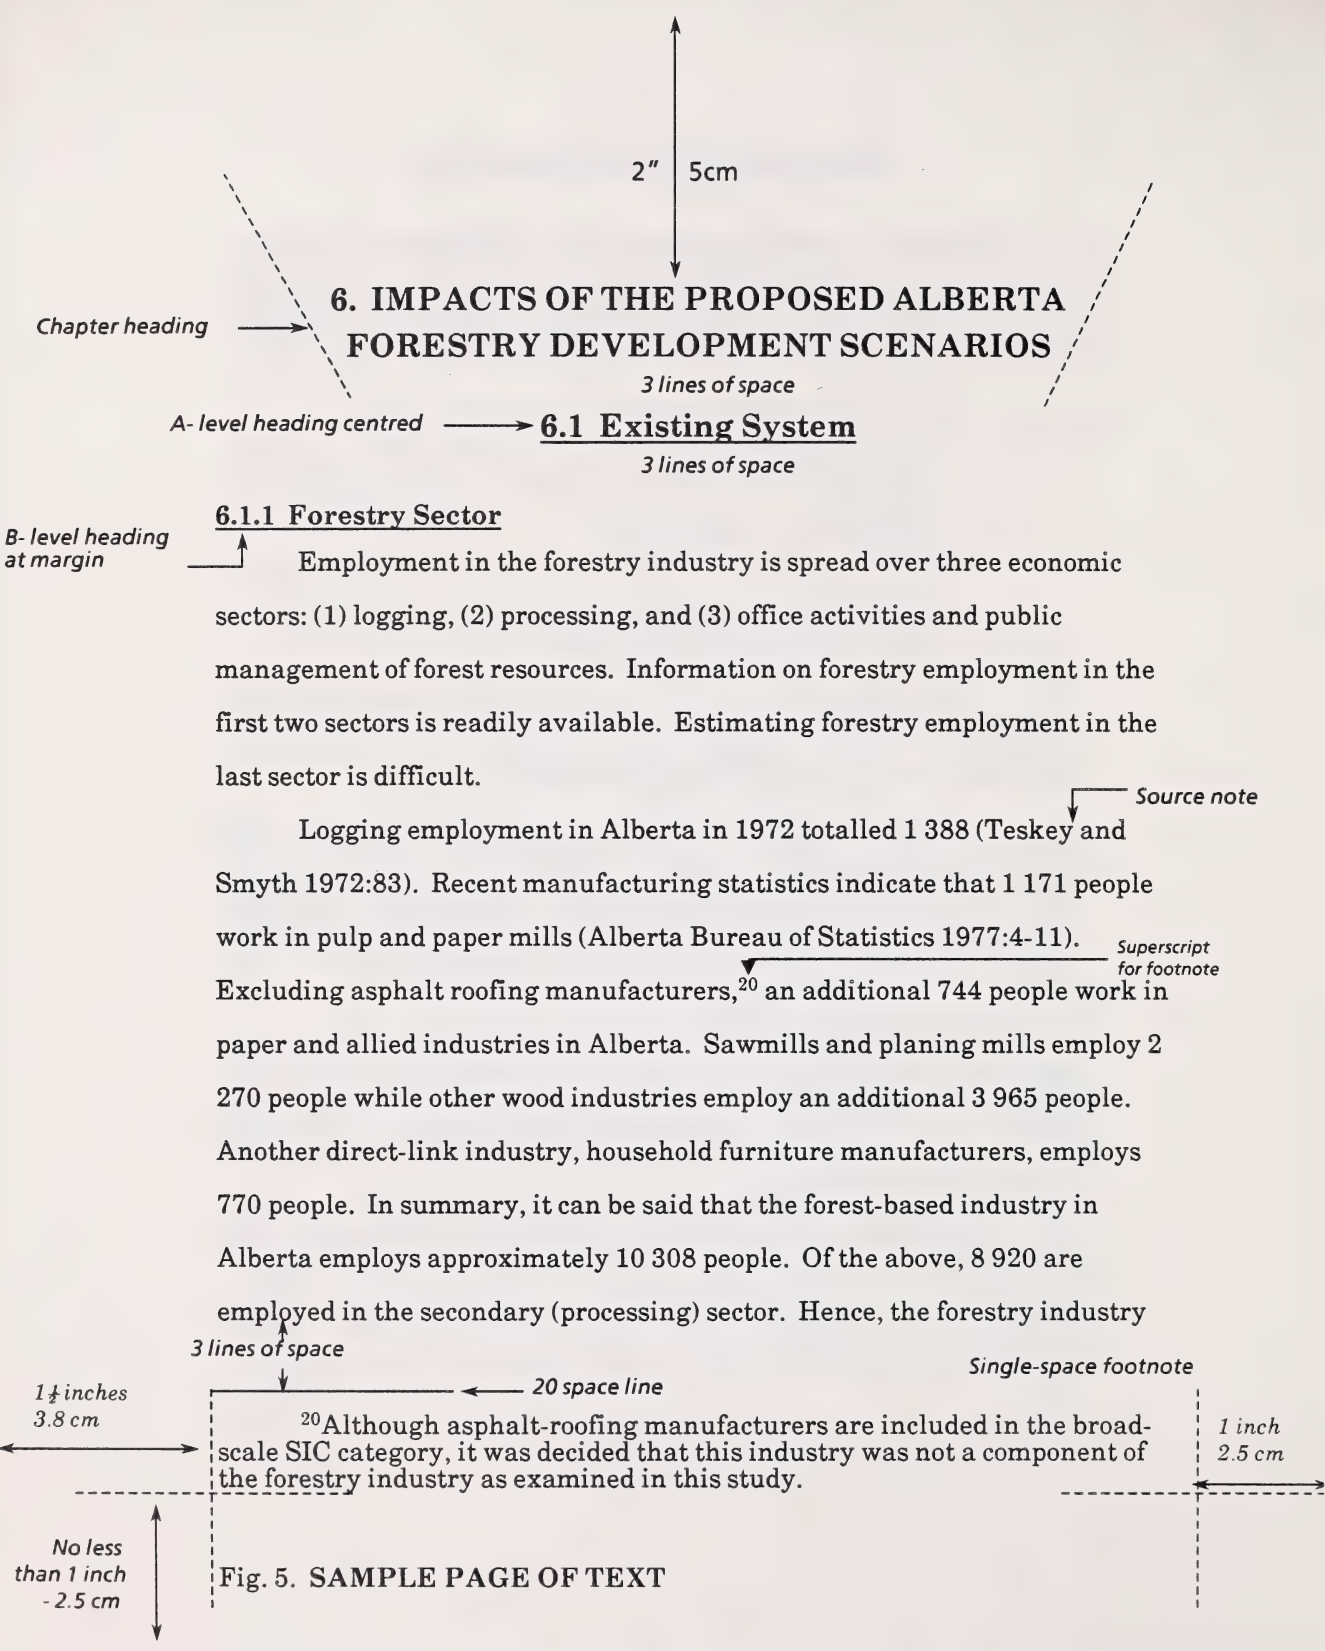 2″ 5cm
6. IMPACTS OF THE PROPOSED ALBERTA
Chapter heading
FORESTRY DEVELOPMENT SCENARIOS
3 lines of space
A- level heading centred
6.1 Existing System
3 lines of space
6.1.1 Forestry Sector
B- level heading
at margin
Employment in the forestry industry is spread over three economic
sectors: (1) logging, (2) processing, and (3) office activities and public
management of forest resources. Information on forestry employment in the
first two sectors is readily available. Estimating forestry employment in the
last sector is difficult.
Source note
Logging employment in Alberta in 1972 totalled 1 388 (Teskey and
Smyth 1972:83). Recent manufacturing statistics indicate that 1 171 people
work in pulp and paper mills (Alberta Bureau of Statistics 1977:4-11).
Superscript
for footnote
Excluding asphalt roofing manufacturers,20 an additional 744 people work in
paper and allied industries in Alberta. Sawmills and planing mills employ 2
270 people while other wood industries employ an additional 3 965 people.
Another direct-link industry, household furniture manufacturers, employs
770 people. In summary, it can be said that the forest-based industry in
Alberta employs approximately 10 308 people. Of the above, 8 920 are
employed in the secondary (processing) sector. Hence, the forestry industry
3 lines of space
Single-space footnote
20 space line
1½ inches
3.8 cm
20Although asphalt-roofing manufacturers are included in the broad-
scale SIC category, it was decided that this industry was not a component of
the forestry industry as examined in this study.
1 inch
2.5 cm
No less
than 1 inch
- 2.5 cm
Fig. 5. SAMPLE PAGE OF TEXT